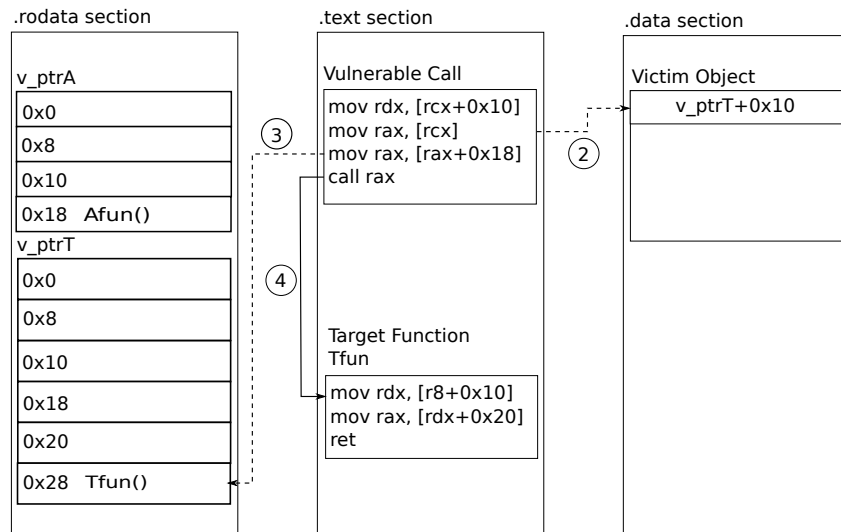 .rodata section
v_ptrA
0x0
0x8
0x10
0x18 Afun()
v_ptrT
0x0
0x8
0x10
0x18
0x20
0x28 Tfun()
3
4
.text section
Vulnerable Call
mov rdx, [rcx+0x10]
mov rax, [rcx]
mov rax, [rax+0x18]
call rax
Target Function
Tfun
mov rdx, [r8+0x10]
mov rax, [rdx+0x20]
ret
2
.data section
Victim Object
v_ptrT+0x10